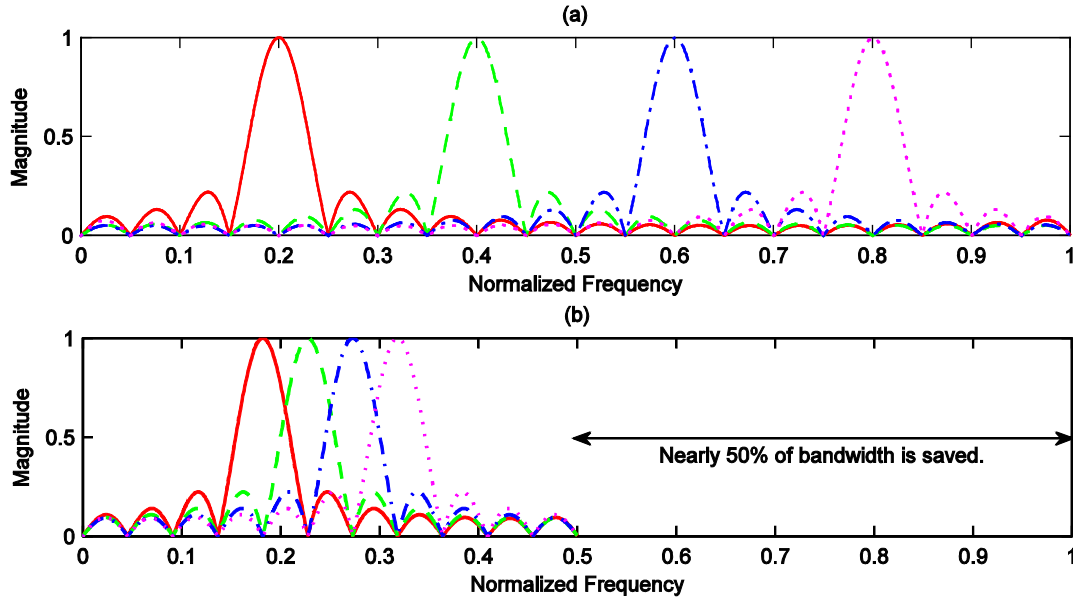 (a)
1
0.5
0
Magnitude
0 0.1 0.2 0.3 0.4 0.5 0.6 0.7 0.8 0.9 1
Normalized Frequency
(b)
1
0.5
0
Magnitude
Nearly 50% of bandwidth is saved.
0 0.1 0.2 0.3 0.4 0.5 0.6 0.7 0.8 0.9 1
Normalized Frequency